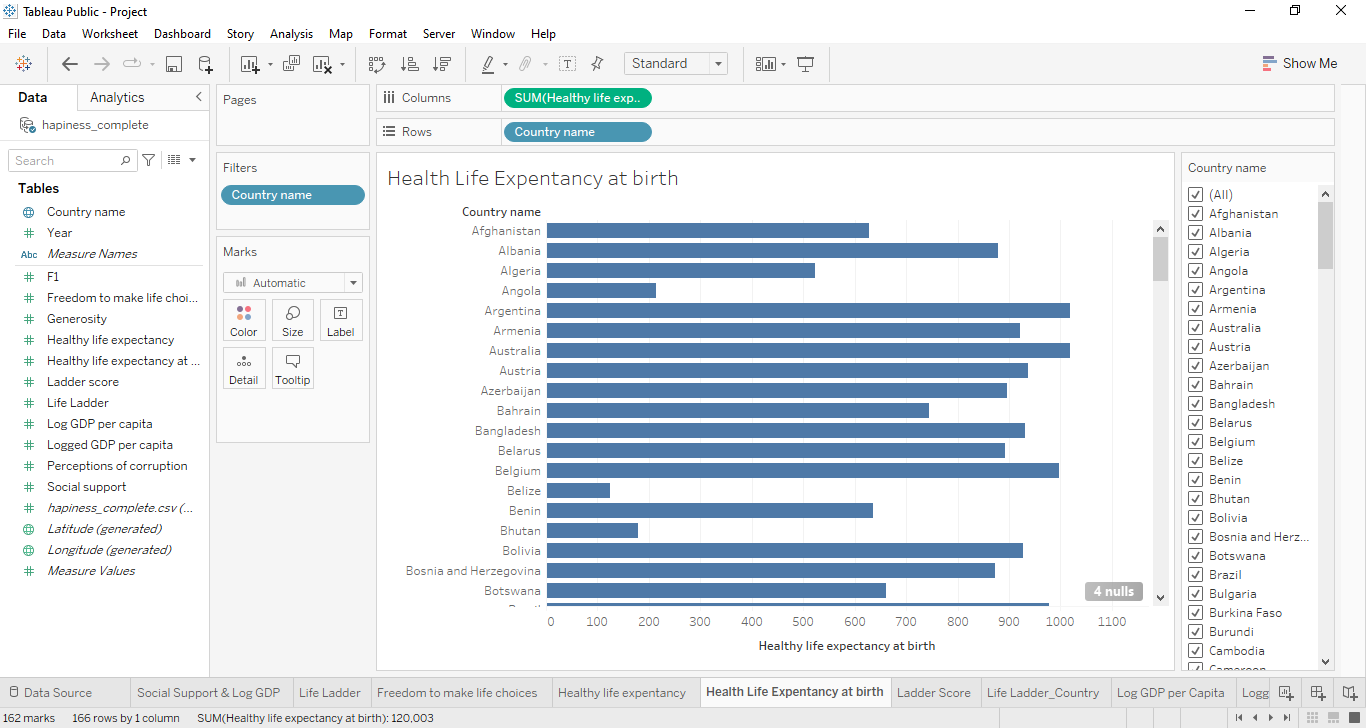 Tableau Public - Project
File Data Worksheet Dashboard Story Analysis Map Format Server Window Help
Standard
Show Me
Data Analytics
hapiness_complete
Search
Tables
Country name
Year
Abc Measure Names
F1
Freedom to make life choi...
Generosity
Healthy life expectancy
Healthy life expectancy at ...
Ladder score
Life Ladder
Log GDP per capita
Logged GDP per capita
Perceptions of corruption
Social support
hapiness_complete.csv (...
Latitude (generated)
Longitude (generated)
Measure Values
Pages
Filters
Country name
Marks
Automatic
Color Size Label
Detail Tooltip
Columns SUM(Healthy life exp..
Rows Country name
Health Life Expentancy at birth
Country name
Afghanistan
Albania
Algeria
Angola
Argentina
Armenia
Australia
Austria
Azerbaijan
Bahrain
Bangladesh
Belarus
Belgium
Belize
Benin
Bhutan
Bolivia
Bosnia and Herzegovina
Botswana
Brazil
4 nulls
0 100 200 300 400 500 600 700 800 900 1000 1100
Healthy life expectancy at birth
Country name
(All)
Afghanistan
Albania
Algeria
Angola
Argentina
Armenia
Australia
Austria
Azerbaijan
Bahrain
Bangladesh
Belarus
Belgium
Belize
Benin
Bhutan
Bolivia
Bosnia and Herz...
Botswana
Brazil
Bulgaria
Burkina Faso
Burundi
Cambodia
Cameroon
Data Source Social Support & Log GDP Life Ladder Freedom to make life choices Healthy life expentancy Health Life Expentancy at birth Ladder Score Life Ladder_Country Log GDP per Capita Logg
162 marks 166 rows by 1 column SUM(Healthy life expectancy at birth): 120,003